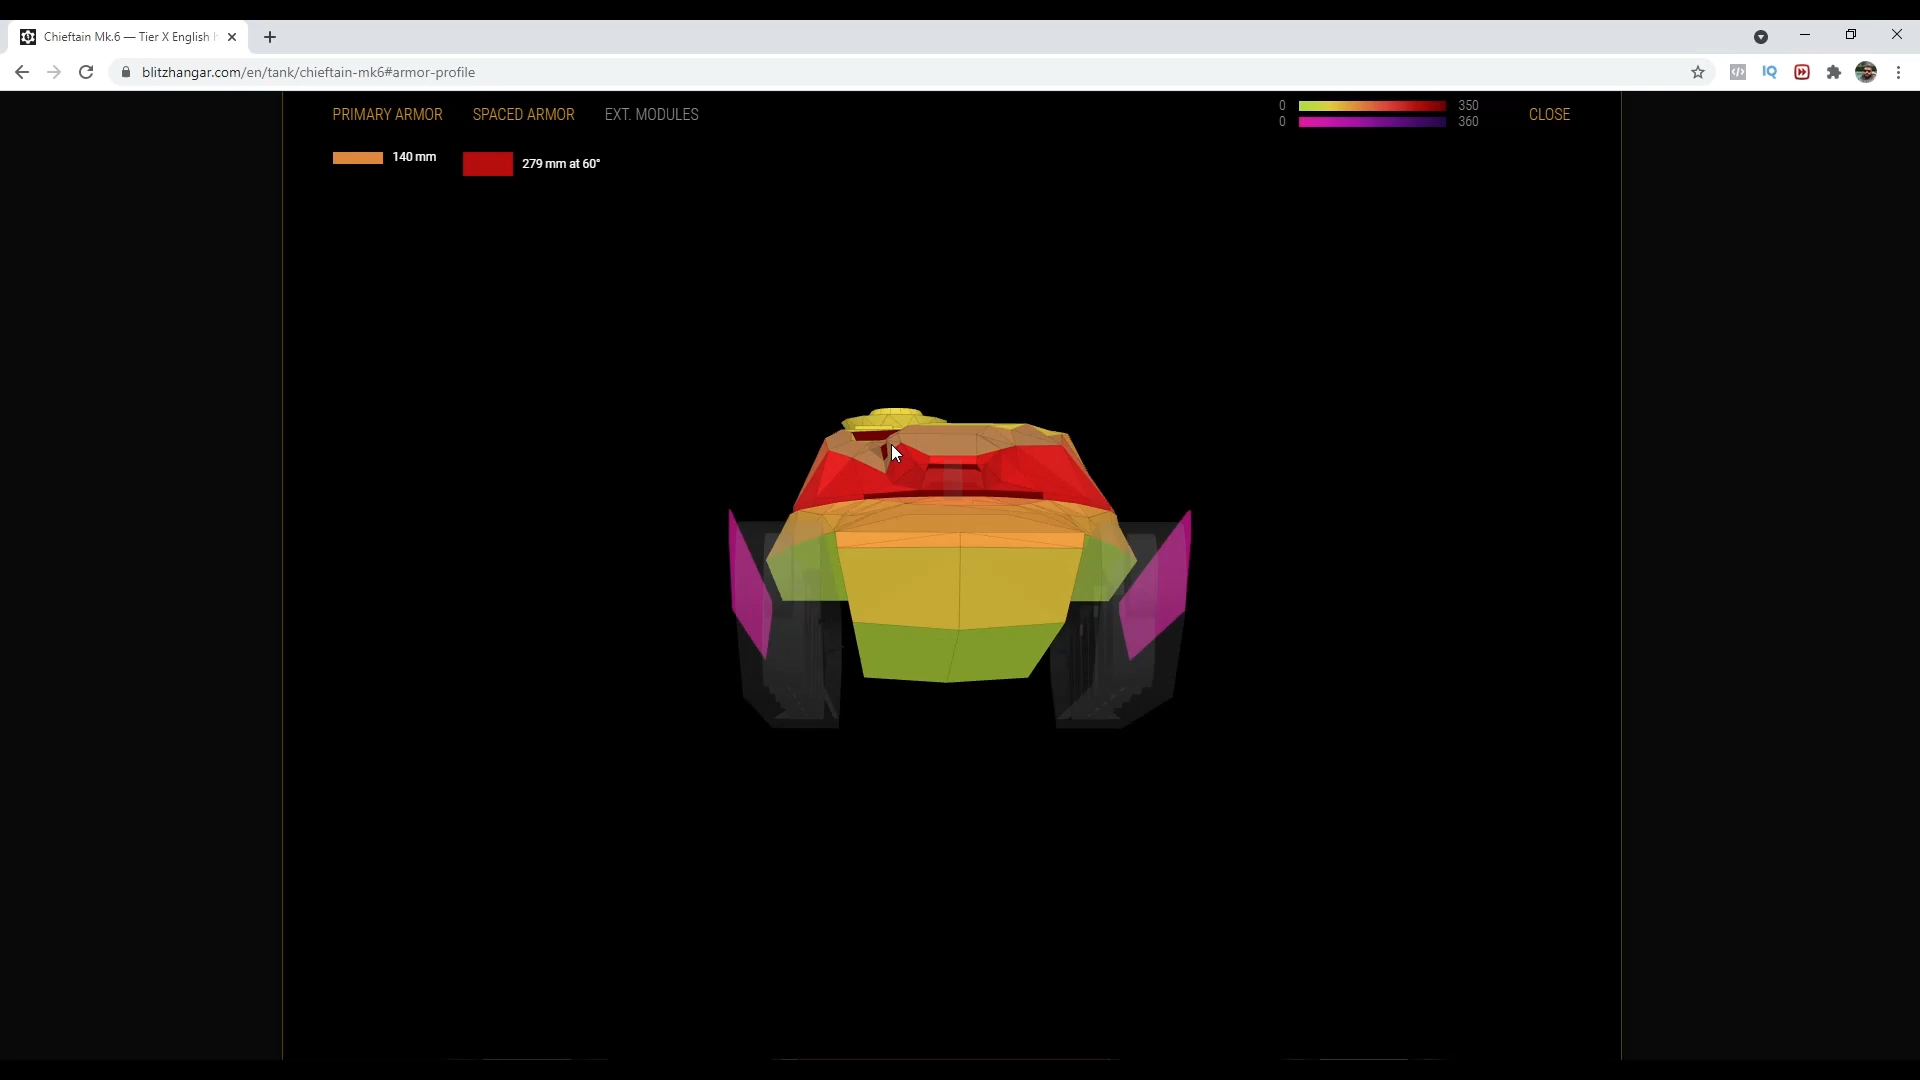 Chieftain Mk.6 — Tier X English
blitzhangar.com/en/tank/chieftain-mk6#armor-profile
IQ
PRIMARY ARMOR SPACED ARMOR EXT. MODULES
0 350
0 360
CLOSE
140 mm
279 mm at 60°